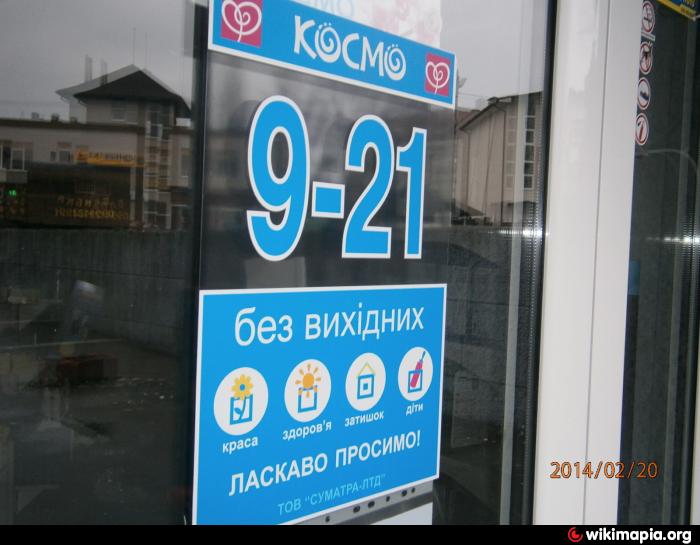 КОСМО
9-21
без вихідних
краса
здоров'я
затишок
діти
ЛАСКАВО ПРОСИМО!
ТОВ "СУМАТРА-ЛТД"
2014/02/20
wikimapia.org